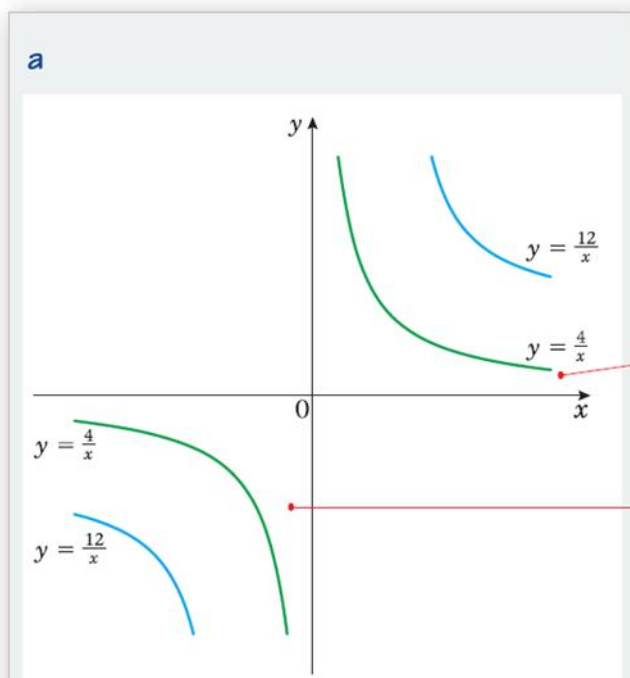 a
y
y = 12/x
y = 4/x
0
x
y = 4/x
y = 12/x